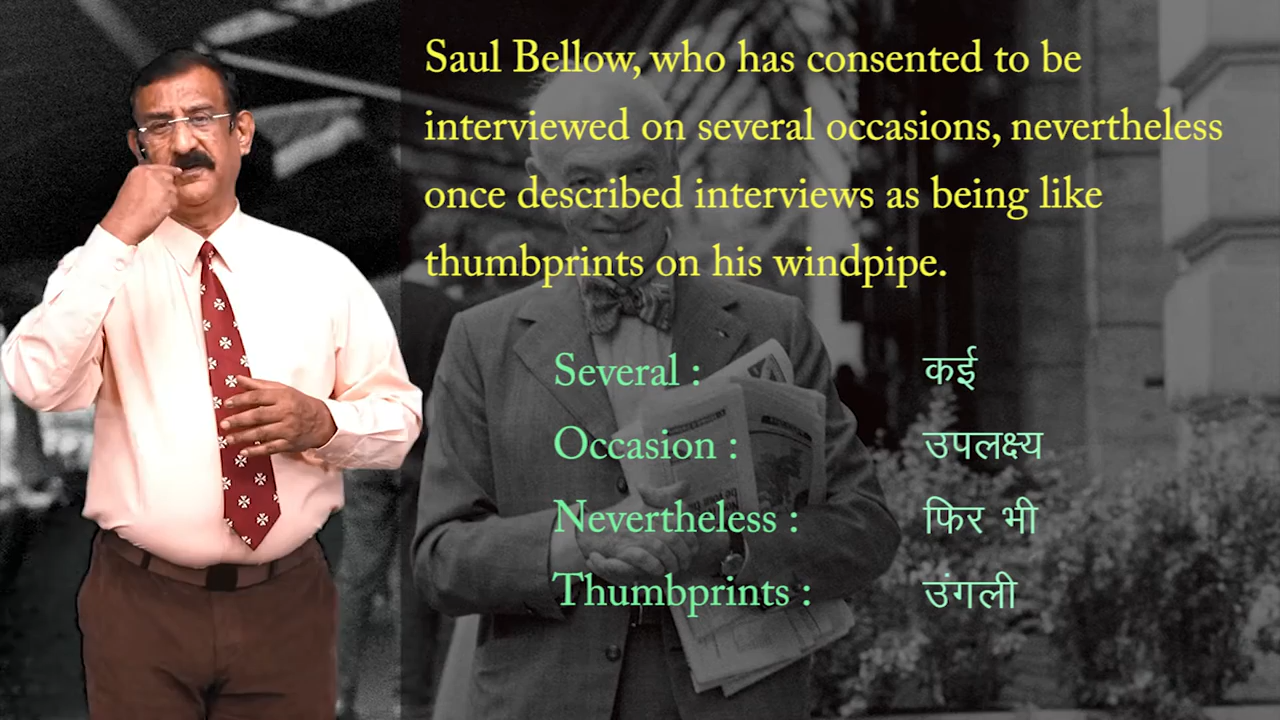 Saul Bellow, who has consented to be
interviewed on several occasions, nevertheless
once described interviews as being like
thumbprints on his windpipe.
Several : कई
Occasion : उपलक्ष्य
Nevertheless : फिर भी
Thumbprints : उंगली